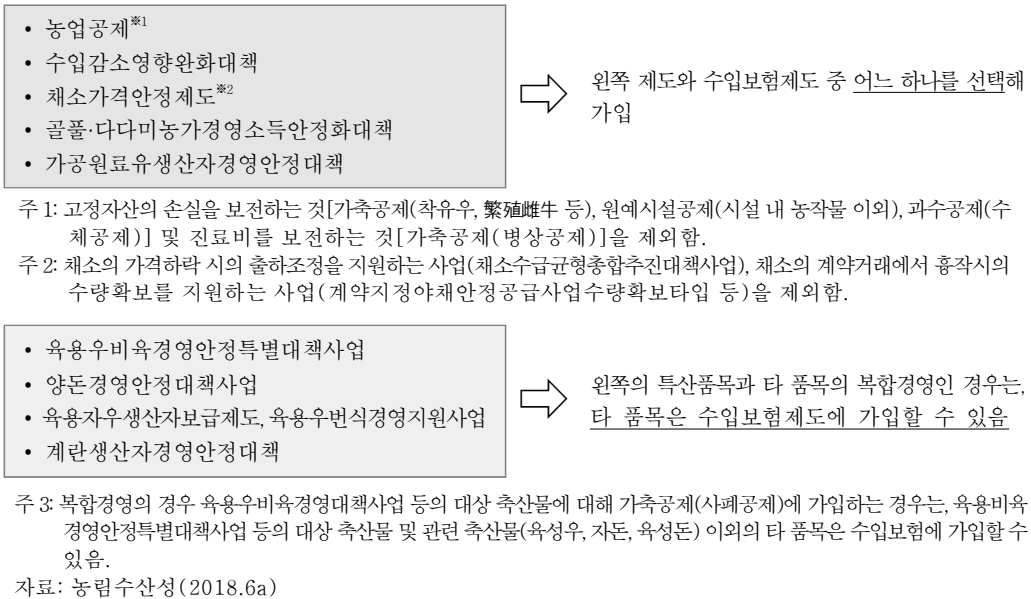 • 농업공제※1
• 수입감소영향완화대책
• 채소가격안정제도※2
• 골풀·다다미농가경영소득안정화대책
• 가공원료유생산자경영안정대책
왼쪽 제도와 수입보험제도 중 어느 하나를 선택해
가입
주 1: 고정자산의 손실을 보전하는 것[가축공제(착유우, 繁殖雌牛 등), 원예시설공제(시설 내 농작물 이외), 과수공제(수
체공제)] 및 진료비를 보전하는 것[가축공제(병상공제)]을 제외함.
주 2: 채소의 가격하락 시의 출하조정을 지원하는 사업(채소수급균형총합추진대책사업), 채소의 계약거래에서 흉작시의
수량확보를 지원하는 사업(계약지정야채안정공급사업수량확보타입 등)을 제외함.
• 육용우비육경영안정특별대책사업
• 양돈경영안정대책사업
• 육용자우생산자보급제도, 육용우번식경영지원사업
• 계란생산자경영안정대책
왼쪽의 특산품목과 타 품목의 복합경영인 경우는,
타 품목은 수입보험제도에 가입할 수 있음
주 3: 복합경영의 경우 육용우비육경영대책사업 등의 대상 축산물에 대해 가축공제(사폐공제)에 가입하는 경우는, 육용비육
경영안정특별대책사업 등의 대상 축산물 및 관련 축산물(육성우, 자돈, 육성돈) 이외의 타 품목은 수입보험에 가입할 수
있음.
자료: 농림수산성(2018.6a)